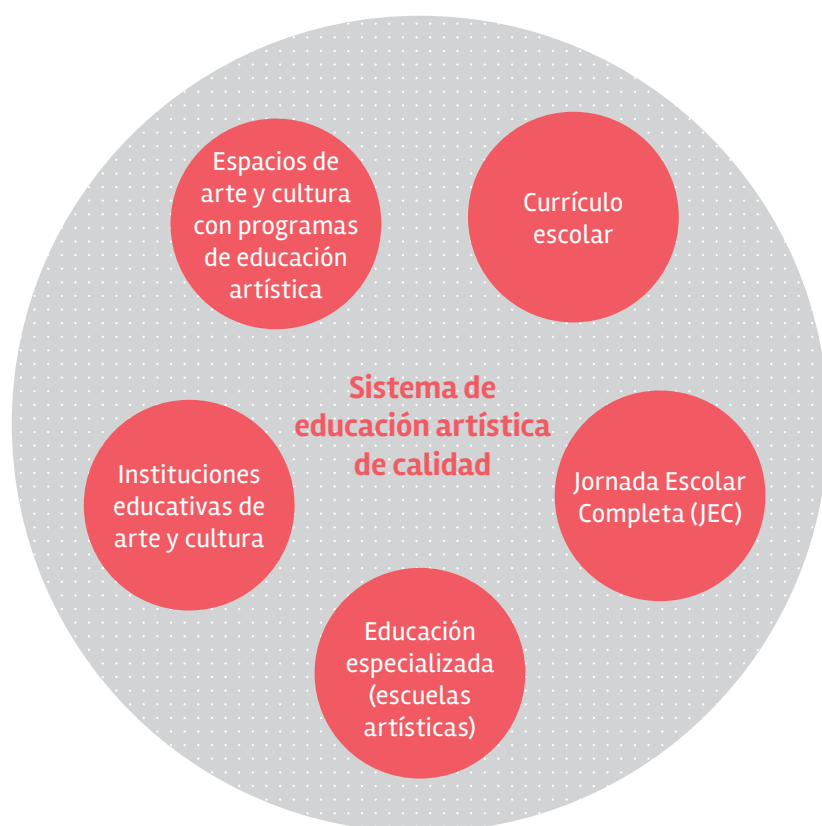 Espacios de
arte y cultura
con programas
de educación
artística
Currículo
escolar
Sistema de
educación artística
de calidad
Instituciones
educativas de
arte y cultura
Jornada Escolar
Completa (JEC)
Educación
especializada
(escuelas
artísticas)